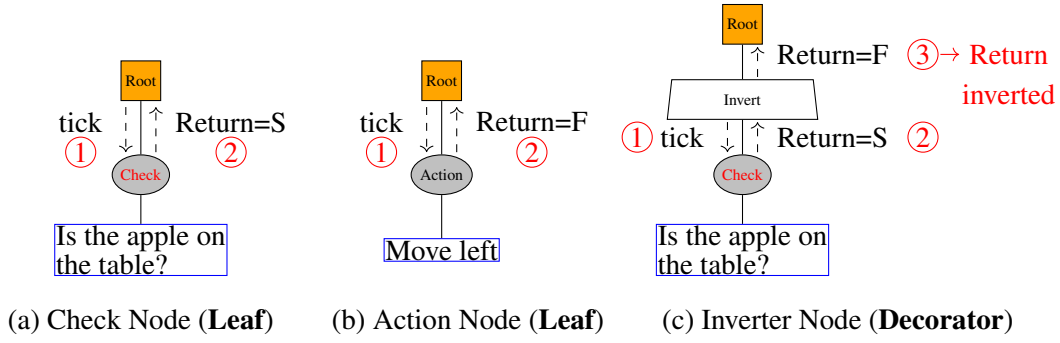 Root
tick
Return=S
① ②
Check
Is the apple on
the table?
(a) Check Node (Leaf)
Root
tick
Return=F
① ②
Action
Move left
(b) Action Node (Leaf)
Root
Return=F ③→ Return
inverted
Invert
① tick Return=S ②
Check
Is the apple on
the table?
(c) Inverter Node (Decorator)